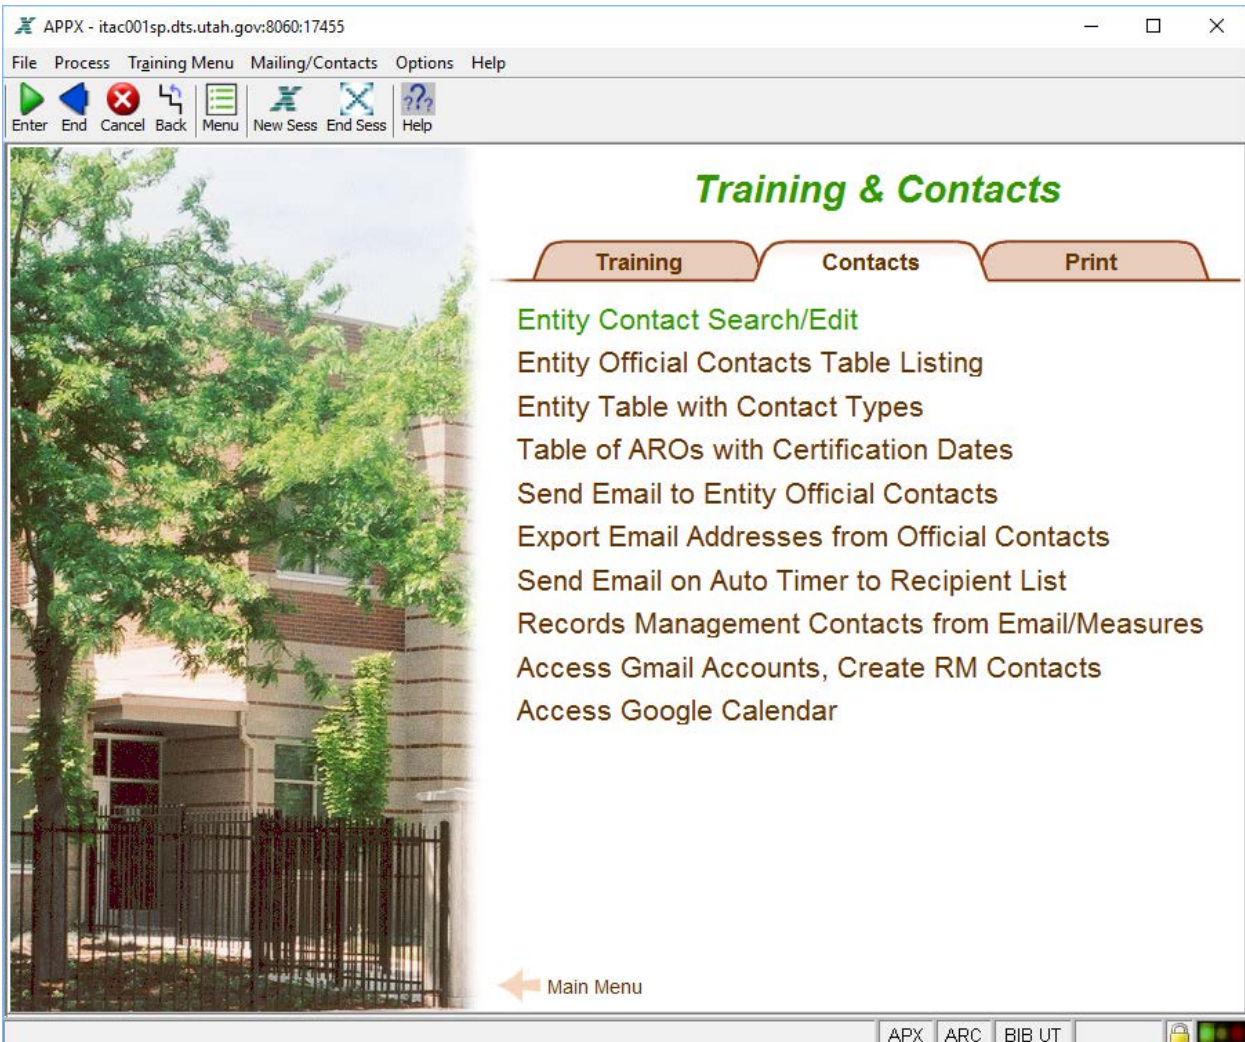 APPX - itac001sp.dts.utah.gov:8060:17455
File Process Training Menu Mailing/Contacts Options Help
???
Enter End Cancel Back Menu New Sess End Sess Help
Training & Contacts
Training Contacts Print
Entity Contact Search/Edit
Entity Official Contacts Table Listing
Entity Table with Contact Types
Table of AROs with Certification Dates
Send Email to Entity Official Contacts
Export Email Addresses from Official Contacts
Send Email on Auto Timer to Recipient List
Records Management Contacts from Email/Measures
Access Gmail Accounts, Create RM Contacts
Access Google Calendar
Main Menu
APX ARC BIB UT